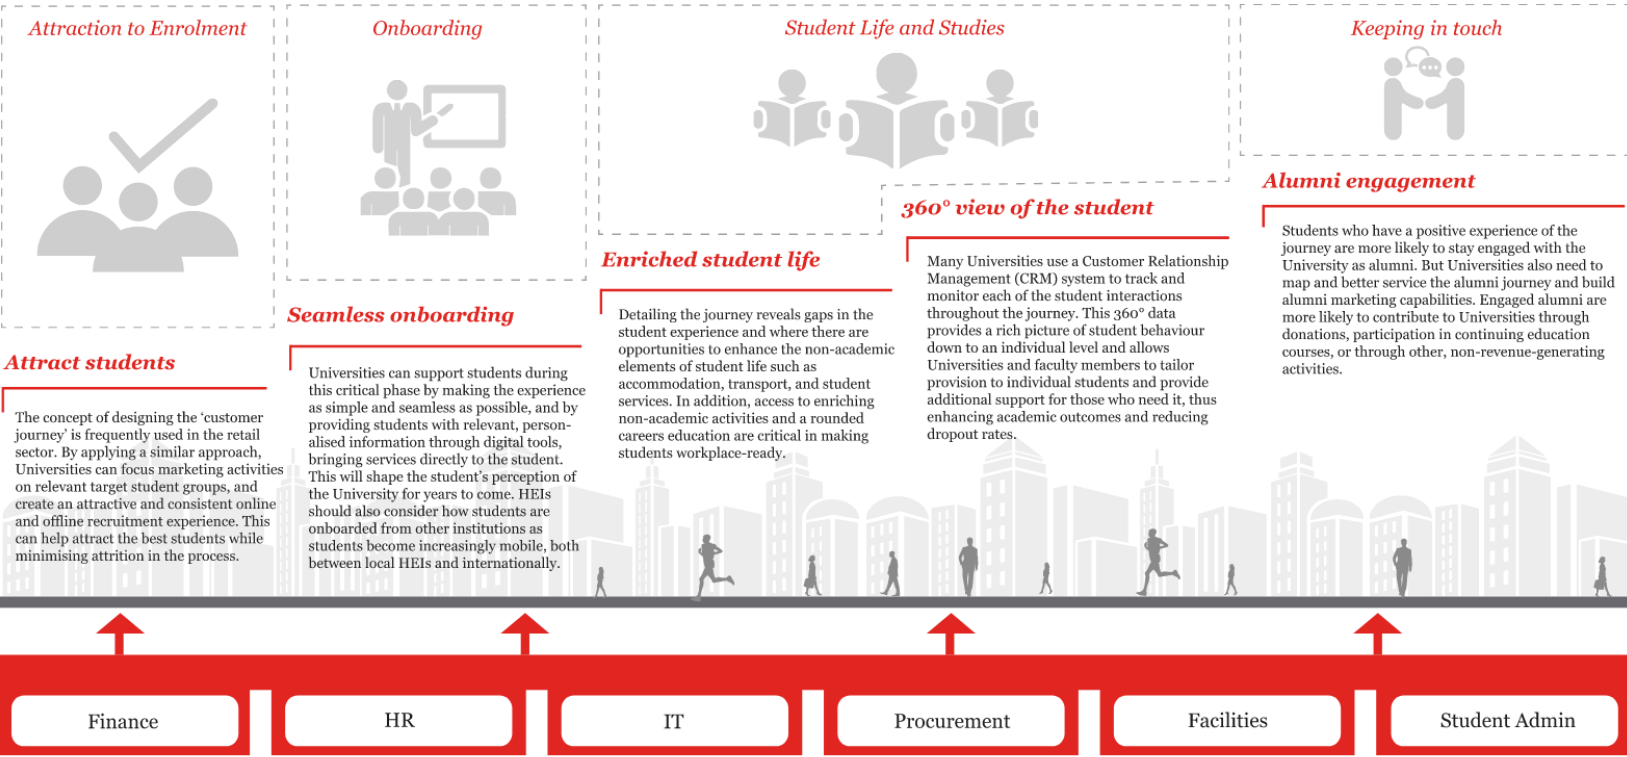 Attraction to Enrolment
Onboarding
Student Life and Studies
Keeping in touch
Attract students
The concept of designing the ‘customer
journey’ is frequently used in the retail
sector. By applying a similar approach,
Universities can focus marketing activities
on relevant target student groups, and
create an attractive and consistent online
and offline recruitment experience. This
can help attract the best students while
minimising attrition in the process.
Seamless onboarding
Universities can support students during
this critical phase by making the experience
as simple and seamless as possible, and by
providing students with relevant, person-
alised information through digital tools,
bringing services directly to the student.
This will shape the student’s perception of
the University for years to come. HEIs
should also consider how students are
onboarded from other institutions as
students become increasingly mobile, both
between local HEIs and internationally.
Enriched student life
Detailing the journey reveals gaps in the
student experience and where there are
opportunities to enhance the non-academic
elements of student life such as
accommodation, transport, and student
services. In addition, access to enriching
non-academic activities and a rounded
careers education are critical in making
students workplace-ready.
360° view of the student
Many Universities use a Customer Relationship
Management (CRM) system to track and
monitor each of the student interactions
throughout the journey. This 360° data
provides a rich picture of student behaviour
down to an individual level and allows
Universities and faculty members to tailor
provision to individual students and provide
additional support for those who need it, thus
enhancing academic outcomes and reducing
dropout rates.
Alumni engagement
Students who have a positive experience of the
journey are more likely to stay engaged with the
University as alumni. But Universities also need to
map and better service the alumni journey and build
alumni marketing capabilities. Engaged alumni are
more likely to contribute to Universities through
donations, participation in continuing education
courses, or through other, non-revenue-generating
activities.
Finance
HR
IT
Procurement
Facilities
Student Admin